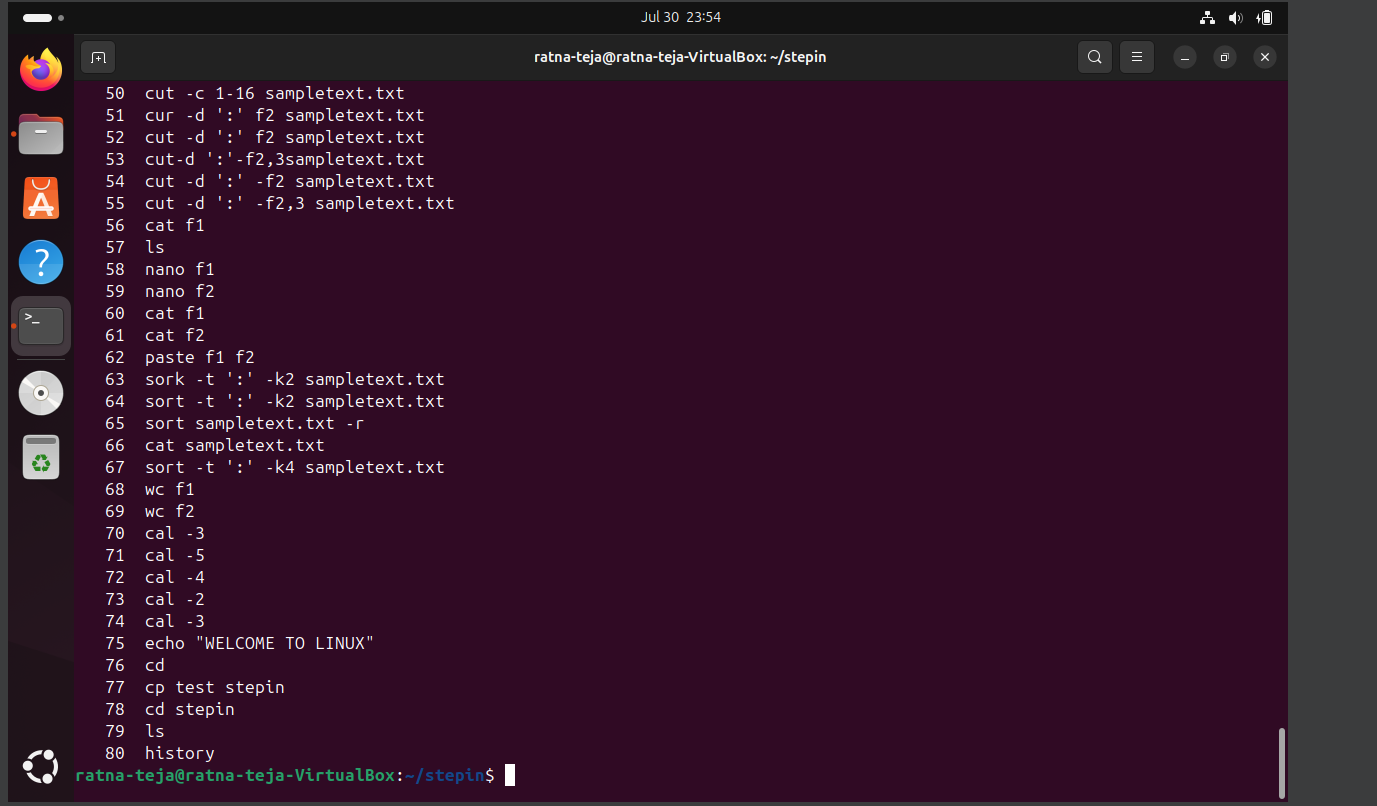 Jul 30 23:54
ratna-teja@ratna-teja-VirtualBox: ~/stepin
50 cut -c 1-16 sampletext.txt
51 cur -d ':' f2 sampletext.txt
52 cut -d ':' f2 sampletext.txt
53 cut-d ':'-f2,3sampletext.txt
54 cut -d ':' -f2 sampletext.txt
55 cut -d ':' -f2,3 sampletext.txt
56 cat f1
57 ls
58 nano f1
59 nano f2
60 cat f1
61 cat f2
62 paste f1 f2
63 sork -t ':' -k2 sampletext.txt
64 sort -t ':' -k2 sampletext.txt
65 sort sampletext.txt -r
66 cat sampletext.txt
67 sort -t ':' -k4 sampletext.txt
68 wc f1
69 wc f2
70 cal -3
71 cal -5
72 cal -4
73 cal -2
74 cal -3
75 echo "WELCOME TO LINUX"
76 cd
77 cp test stepin
78 cd stepin
79 ls
80 history
ratna-teja@ratna-teja-VirtualBox:~/stepin$